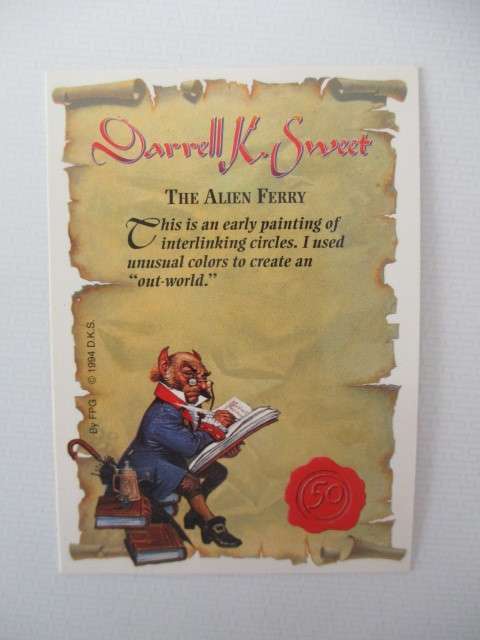 Darrell K. Sweet
THE ALIEN FERRY
This is an early painting of
interlinking circles. I used
unusual colors to create an
“out-world.”
By FPG © 1994 D.K.S.
50